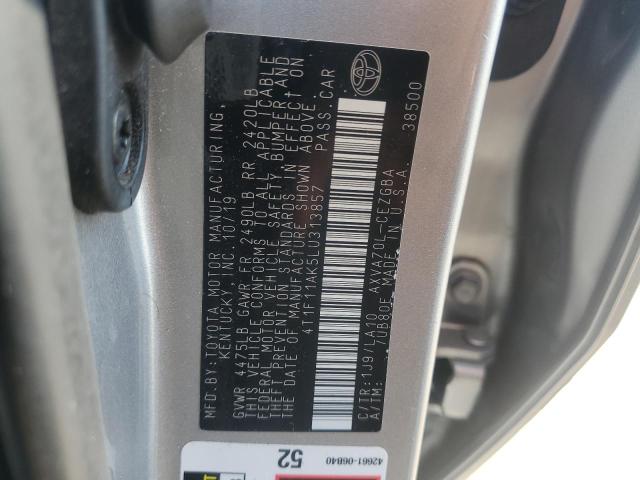 MFD.BY:TOYOTA MOTOR MANUFACTURING,
KENTUCKY, INC. 10/19
GVWR 4475LB GAWR FR 2490LB RR 2420LB
THIS VEHICLE CONFORMS TO ALL APPLICABLE
FEDERAL MOTOR VEHICLE SAFETY, BUMPER, AND
THEFT PREVENTION STANDARDS IN EFFECT ON
THE DATE OF MANUFACTURE SHOWN ABOVE.
4T1F11AK5LU313857 PASS.CAR
C/TR:1J9/LA10 AXVA70L-CEZGBA
A/TM: -/UB80E MADE IN U.S.A. 38500
52
42661-06B40